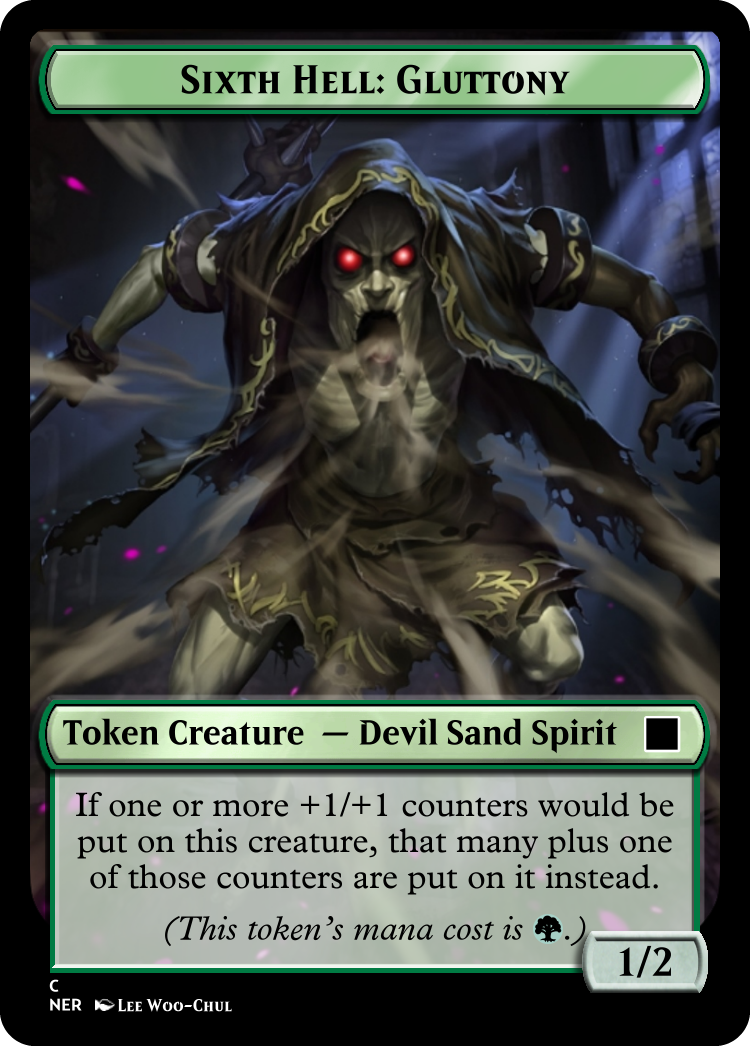 Sixth Hell: Gluttony
Token Creature — Devil Sand Spirit
If one or more +1/+1 counters would be
put on this creature, that many plus one
of those counters are put on it instead.
(This token's mana cost is .)
1/2
C
NER Lee Woo-Chul